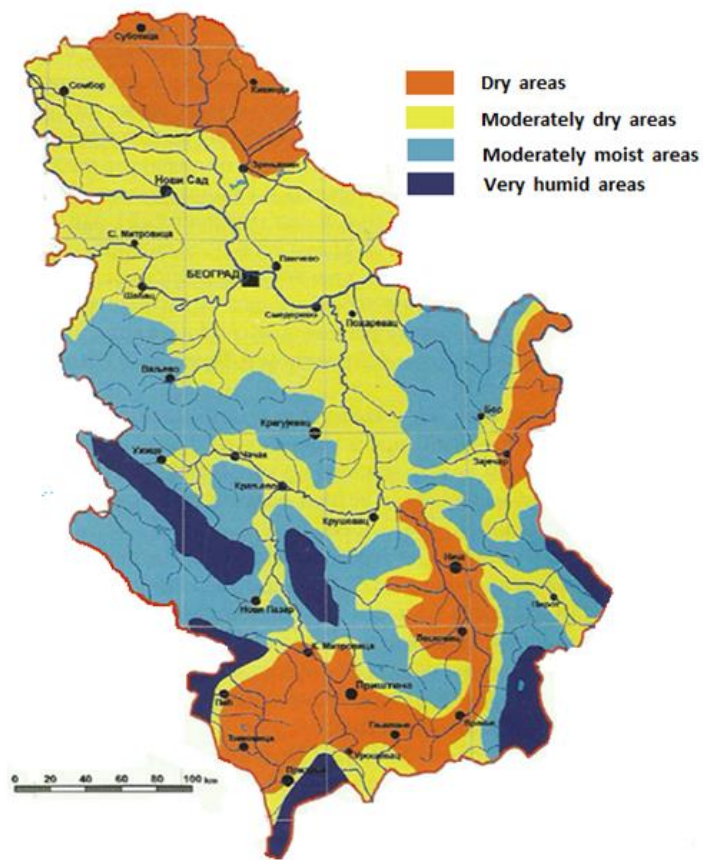 Суботица
Сомбор
Кикинда
Dry areas
Moderately dry areas
Moderately moist areas
Very humid areas
Зрењанин
Нови Сад
С. Митровица
Панчево
БЕОГРАД
Шабац
Смедерево
Пожаревац
Ваљево
Бор
Крагујевац
Ужице
Чачак
Зајечар
Краљево
Крушевац
Ниш
Пирот
Нови Пазар
Лесковац
К. Митровица
Приштина
Пећ
Врање
Гњилане
Ђаковица
Урошевац
Призрен
0 20 40 60 80 100 km